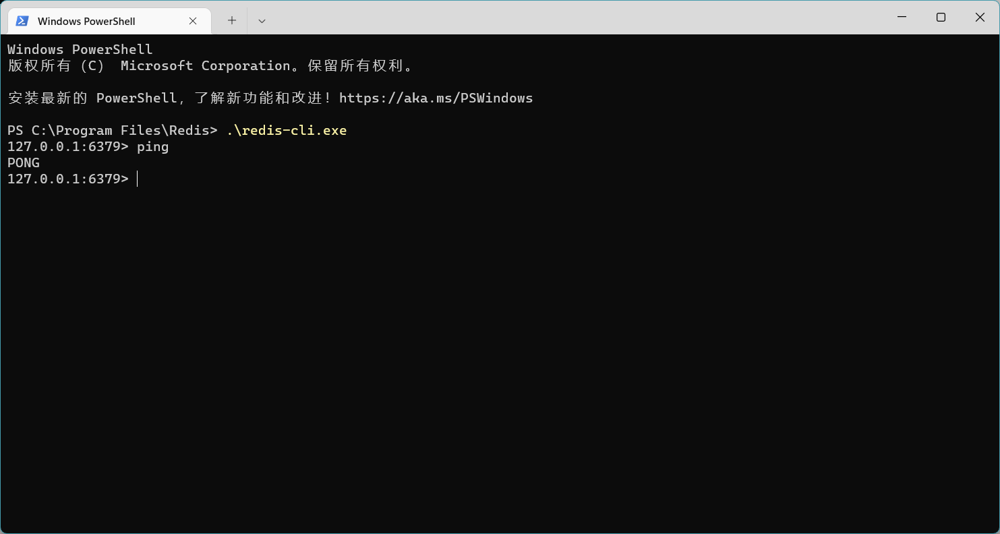 Windows PowerShell
Windows PowerShell
版权所有（C） Microsoft Corporation。保留所有权利。
安装最新的 PowerShell，了解新功能和改进！https://aka.ms/PSWindows
PS C:\Program Files\Redis> .\redis-cli.exe
127.0.0.1:6379> ping
PONG
127.0.0.1:6379>